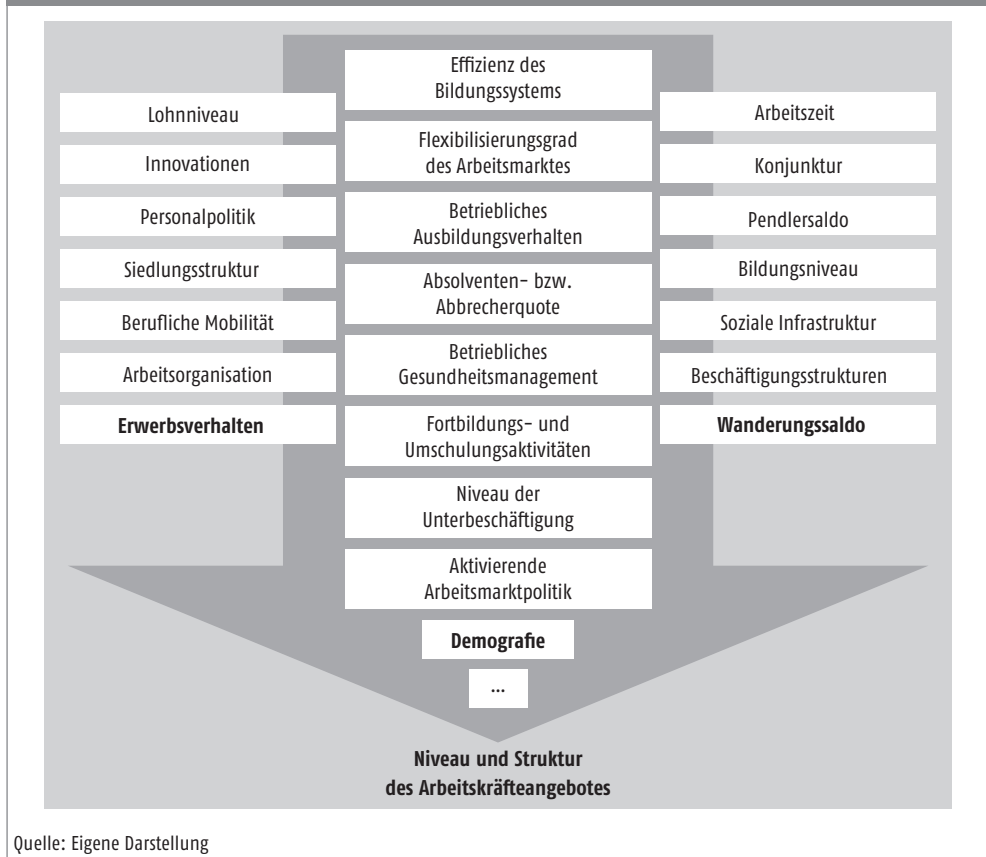 Effizienz des
Bildungssystems
Lohnniveau
Arbeitszeit
Flexibilisierungsgrad
des Arbeitsmarktes
Innovationen
Konjunktur
Personalpolitik
Betriebliches
Ausbildungsverhalten
Pendlersaldo
Siedlungsstruktur
Absolventen- bzw.
Abbrecherquote
Bildungsniveau
Berufliche Mobilität
Soziale Infrastruktur
Betriebliches
Gesundheitsmanagement
Arbeitsorganisation
Beschäftigungsstrukturen
Erwerbsverhalten
Fortbildungs- und
Umschulungsaktivitäten
Wanderungssaldo
Niveau der
Unterbeschäftigung
Aktivierende
Arbeitsmarktpolitik
Demografie
...
Niveau und Struktur
des Arbeitskräfteangebotes
Quelle: Eigene Darstellung